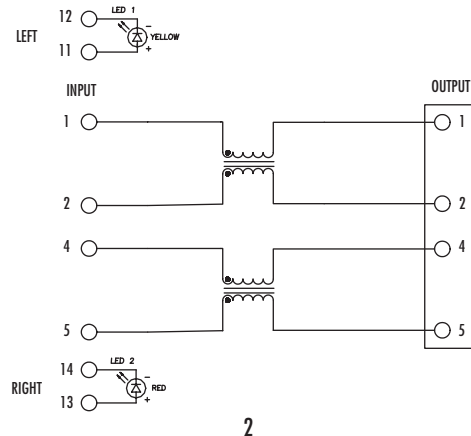 12 LED 1 −
LEFT YELLOW
11 +
INPUT OUTPUT
1 1
2 2
4 4
5 5
14 LED 2 −
RIGHT RED
13 +
2